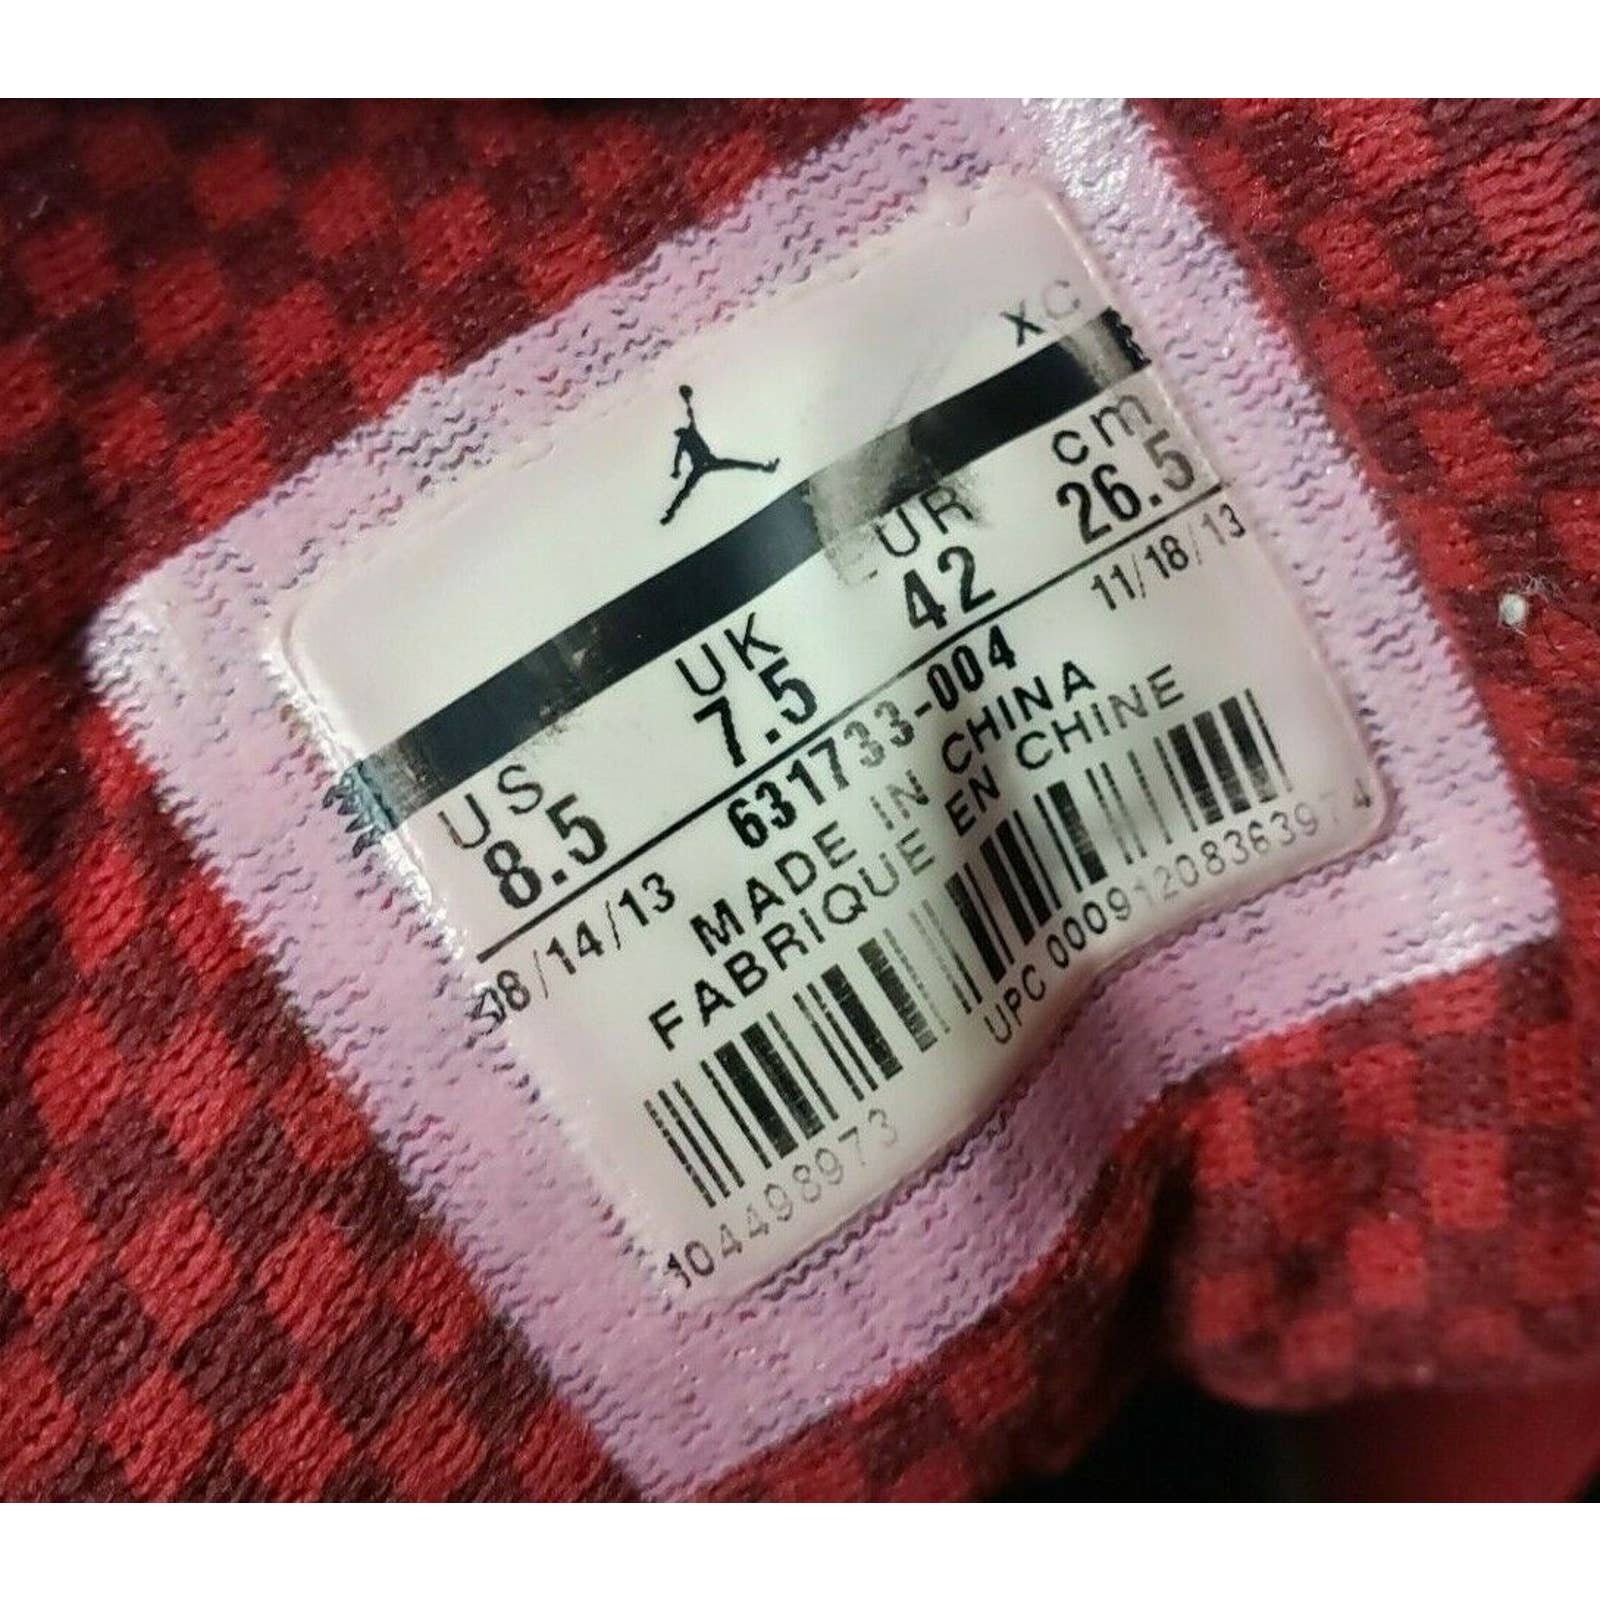 XC
US UK EUR cm
8.5 7.5 42 26.5
08/14/13 631733-004 11/18/13
MADE IN CHINA
FABRIQUE EN CHINE
UPC 00091208363974
104498973